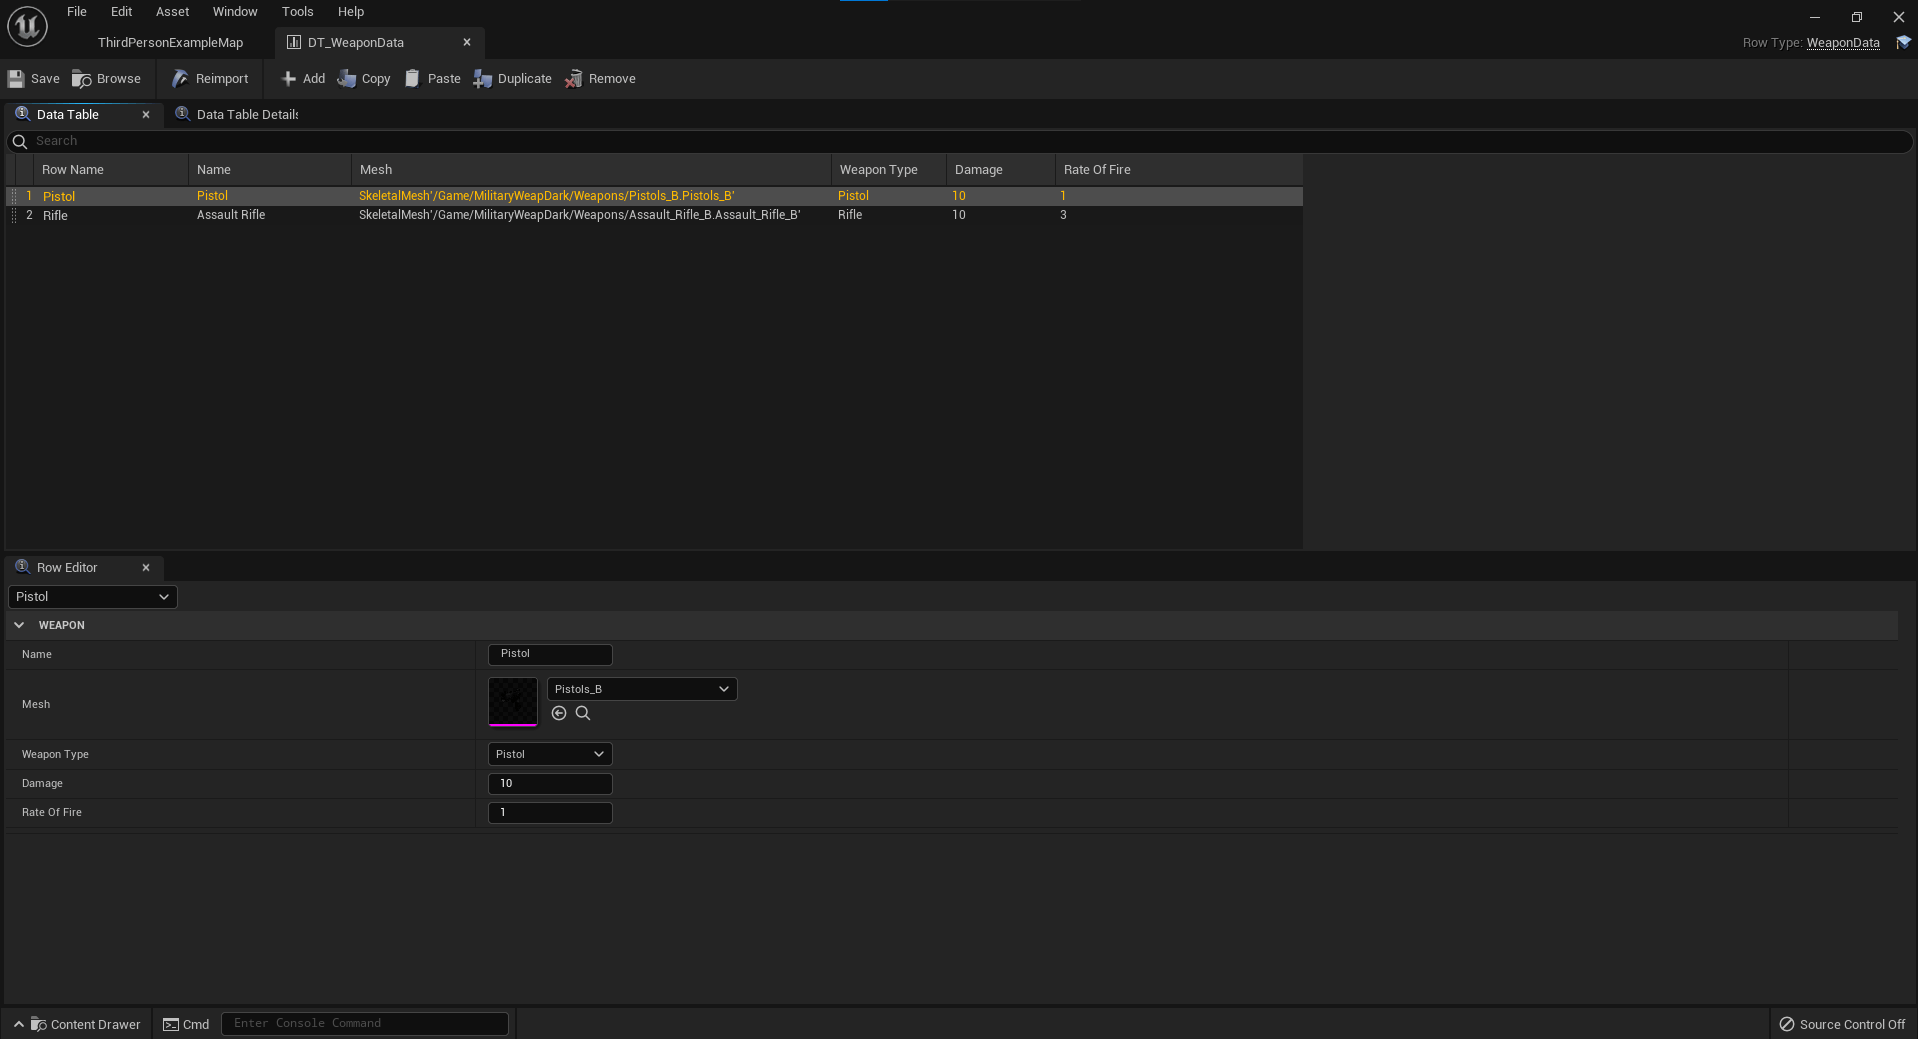 File Edit Asset Window Tools Help
ThirdPersonExampleMap DT_WeaponData Row Type: WeaponData
Save Browse Reimport Add Copy Paste Duplicate Remove
Data Table Data Table Details
Search
Row Name Name Mesh Weapon Type Damage Rate Of Fire
1 Pistol Pistol SkeletalMesh'/Game/MilitaryWeapDark/Weapons/Pistols_B.Pistols_B' Pistol 10 1
2 Rifle Assault Rifle SkeletalMesh'/Game/MilitaryWeapDark/Weapons/Assault_Rifle_B.Assault_Rifle_B' Rifle 10 3
Row Editor
Pistol
WEAPON
Name Pistol
Mesh Pistols_B
Weapon Type Pistol
Damage 10
Rate Of Fire 1
Content Drawer Cmd Enter Console Command Source Control Off